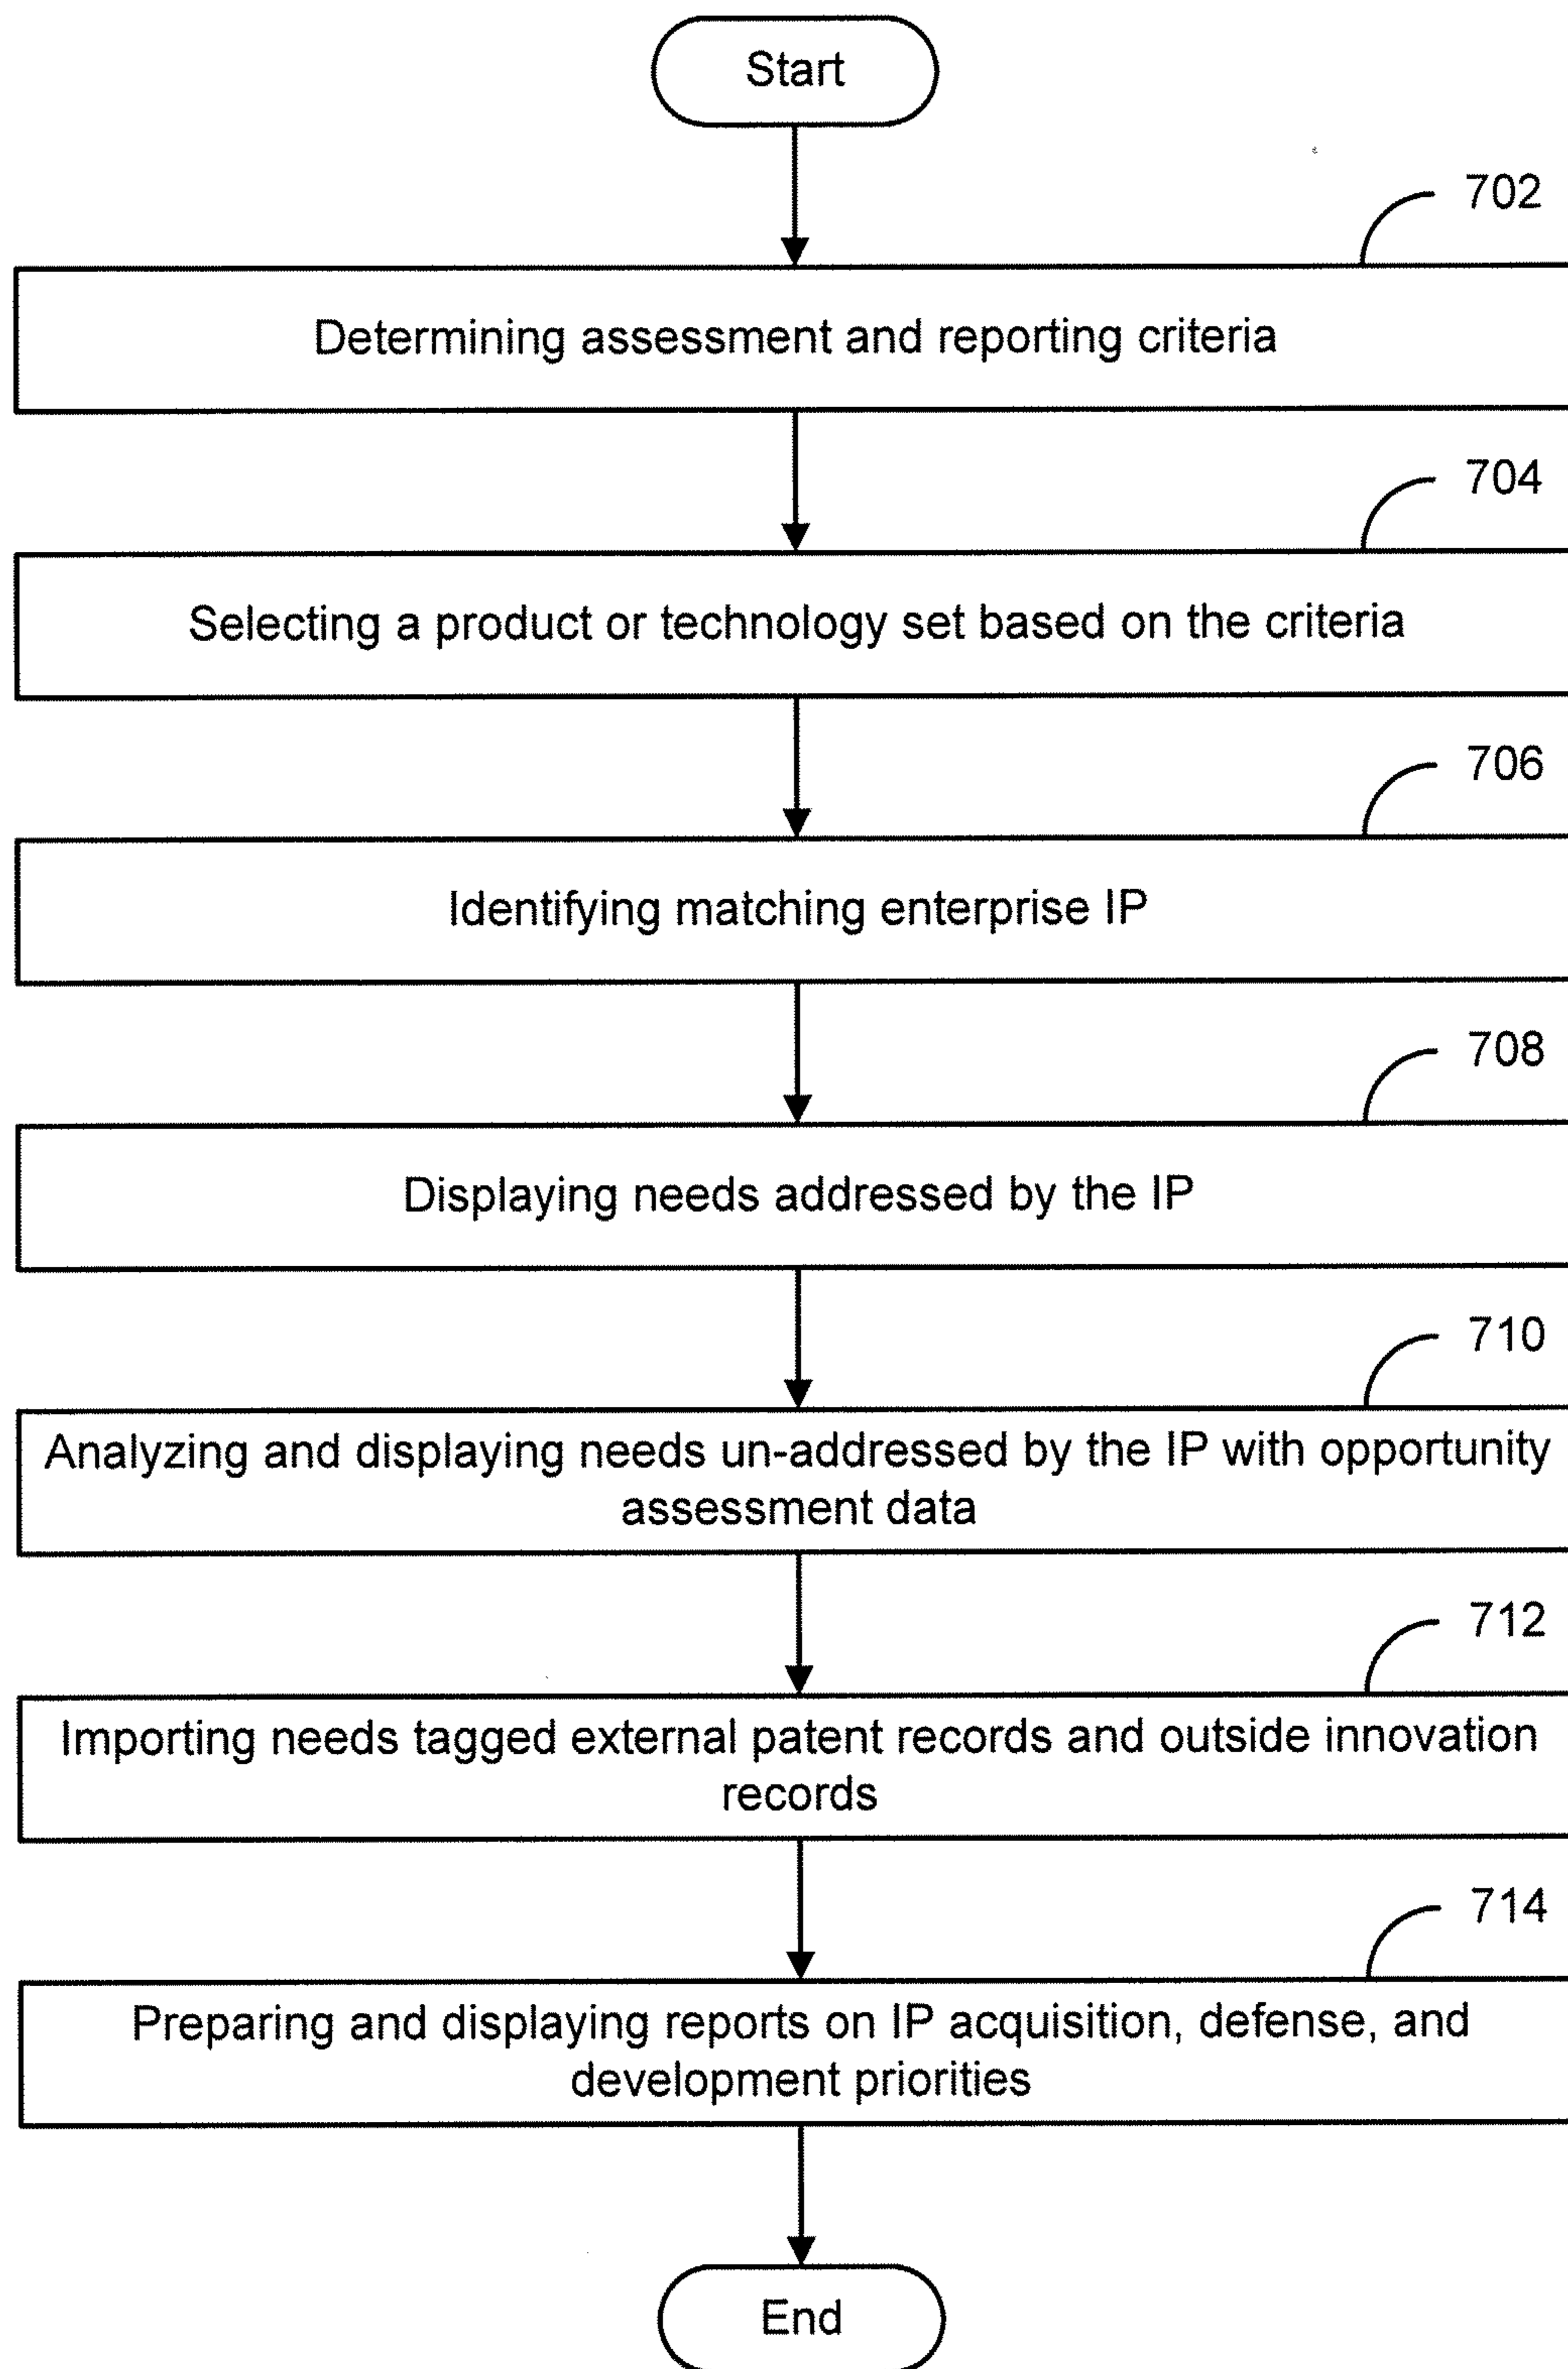 Start
702
Determining assessment and reporting criteria
704
Selecting a product or technology set based on the criteria
706
Identifying matching enterprise IP
708
Displaying needs addressed by the IP
710
Analyzing and displaying needs un-addressed by the IP with opportunity
assessment data
712
Importing needs tagged external patent records and outside innovation
records
714
Preparing and displaying reports on IP acquisition, defense, and
development priorities
End